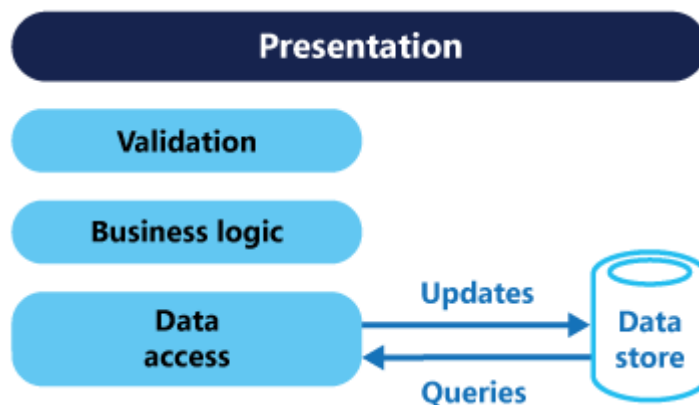 Presentation
Validation
Business logic
Data
access
Updates
Queries
Data
store